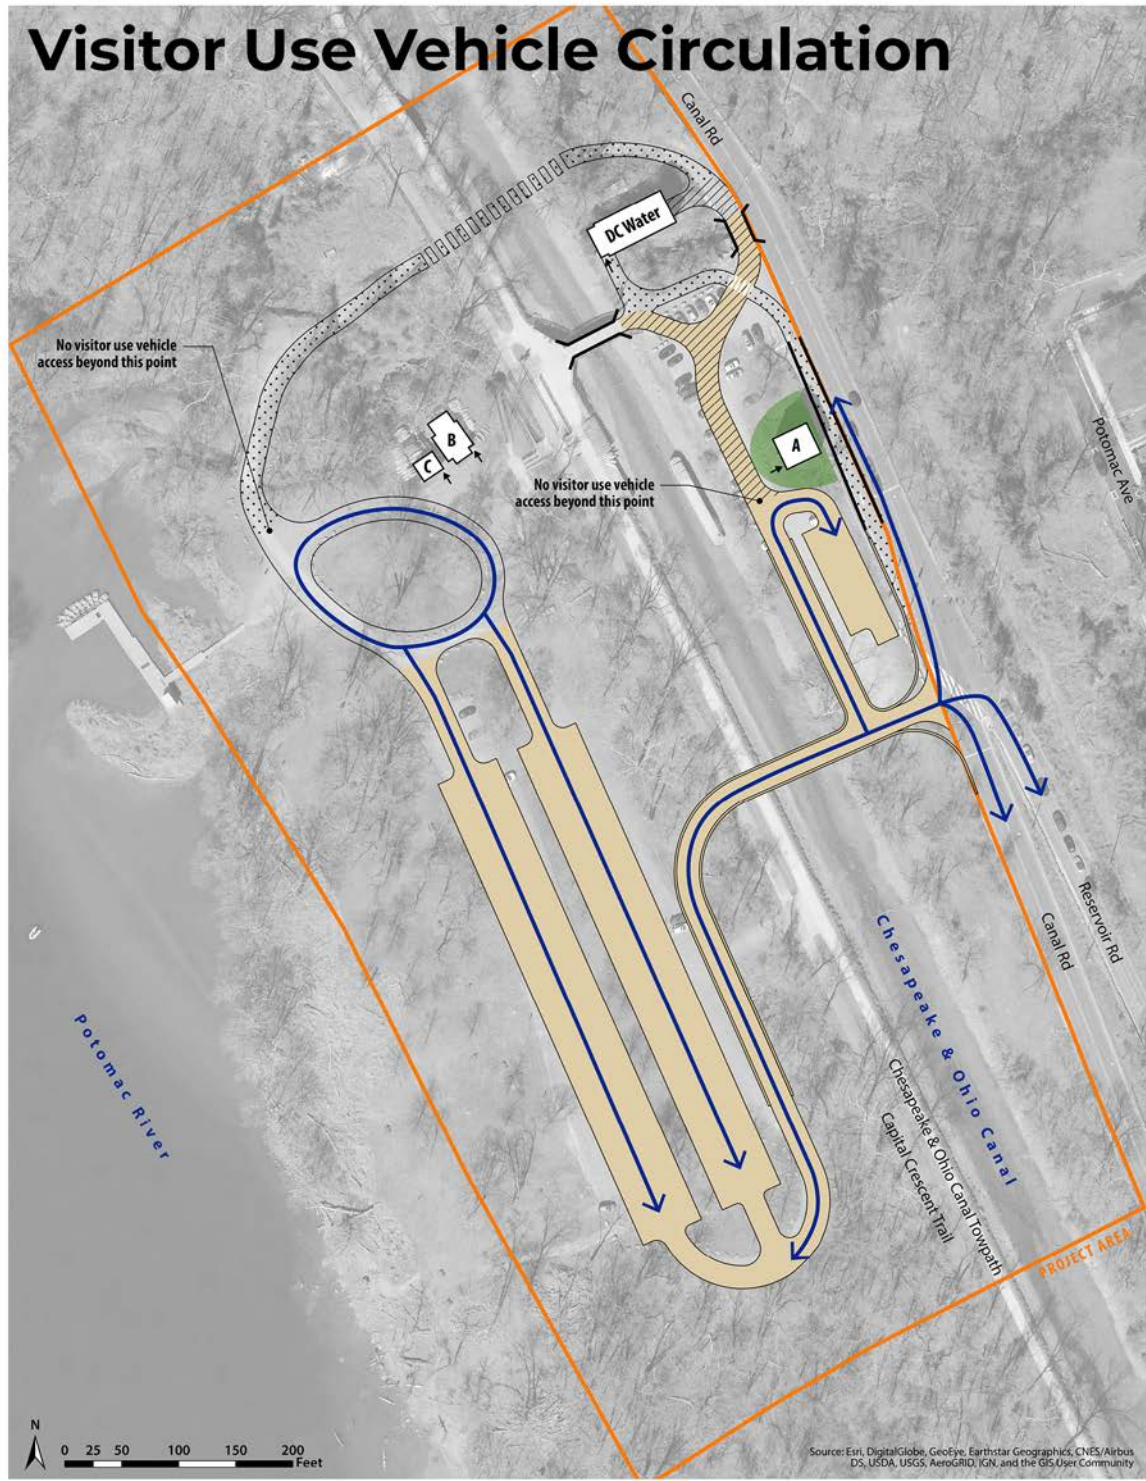 Visitor Use Vehicle Circulation
Canal Rd
DC Water
No visitor use vehicle
access beyond this point
B
C
A
No visitor use vehicle
access beyond this point
Potomac Ave
Reservoir Rd
Canal Rd
Chesapeake & Ohio Canal
Potomac River
Chesapeake & Ohio Canal Towpath
Capital Crescent Trail
PROJECT AREA
N
0 25 50 100 150 200
Feet
Source: Esri, DigitalGlobe, GeoEye, Earthstar Geographics, CNES/Airbus
DS, USDA, USGS, AeroGRID, IGN, and the GIS User Community